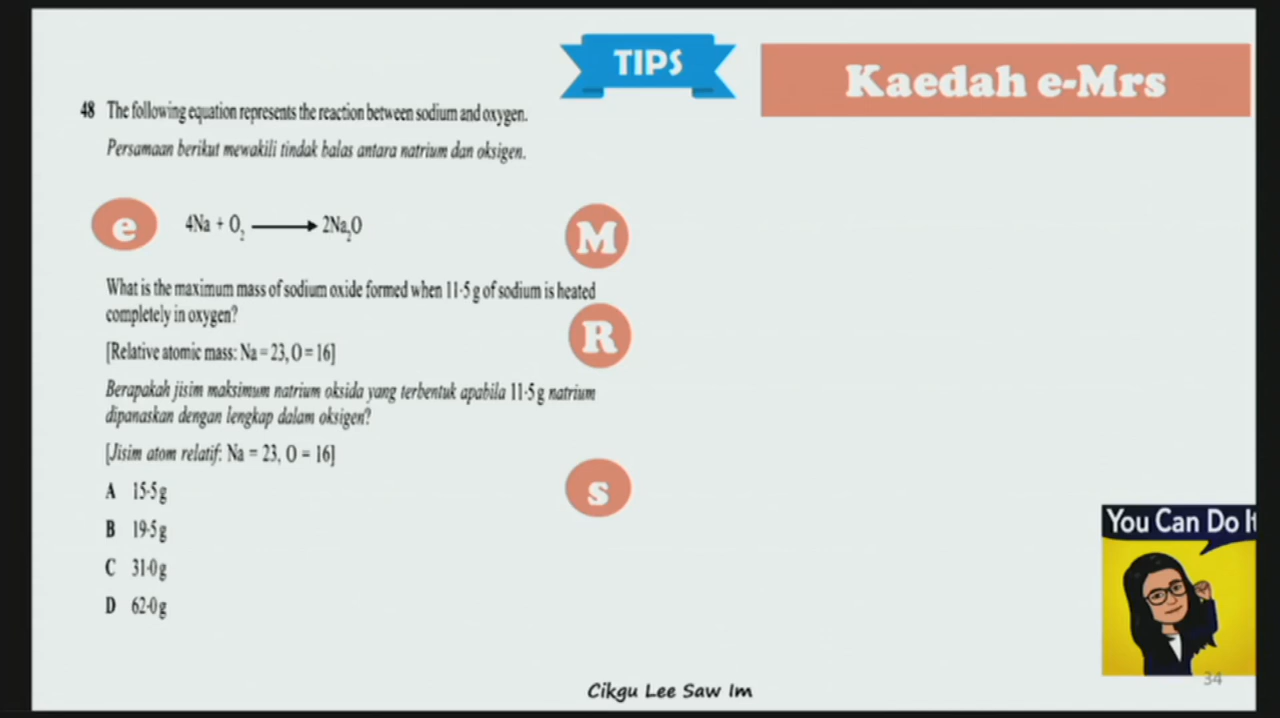 TIPS
Kaedah e-Mrs
48 The following equation represents the reaction between sodium and oxygen.
Persamaan berikut mewakili tindak balas antara natrium dan oksigen.
e 4Na + O₂ ⟶ 2Na₂O
M
What is the maximum mass of sodium oxide formed when 11·5 g of sodium is heated
completely in oxygen?
R
[Relative atomic mass: Na = 23, O = 16]
Berapakah jisim maksimum natrium oksida yang terbentuk apabila 11·5 g natrium
dipanaskan dengan lengkap dalam oksigen?
[Jisim atom relatif: Na = 23, O = 16]
s
A 15·5 g
B 19·5 g
C 31·0 g
D 62·0 g
You Can Do It
34
Cikgu Lee Saw Im